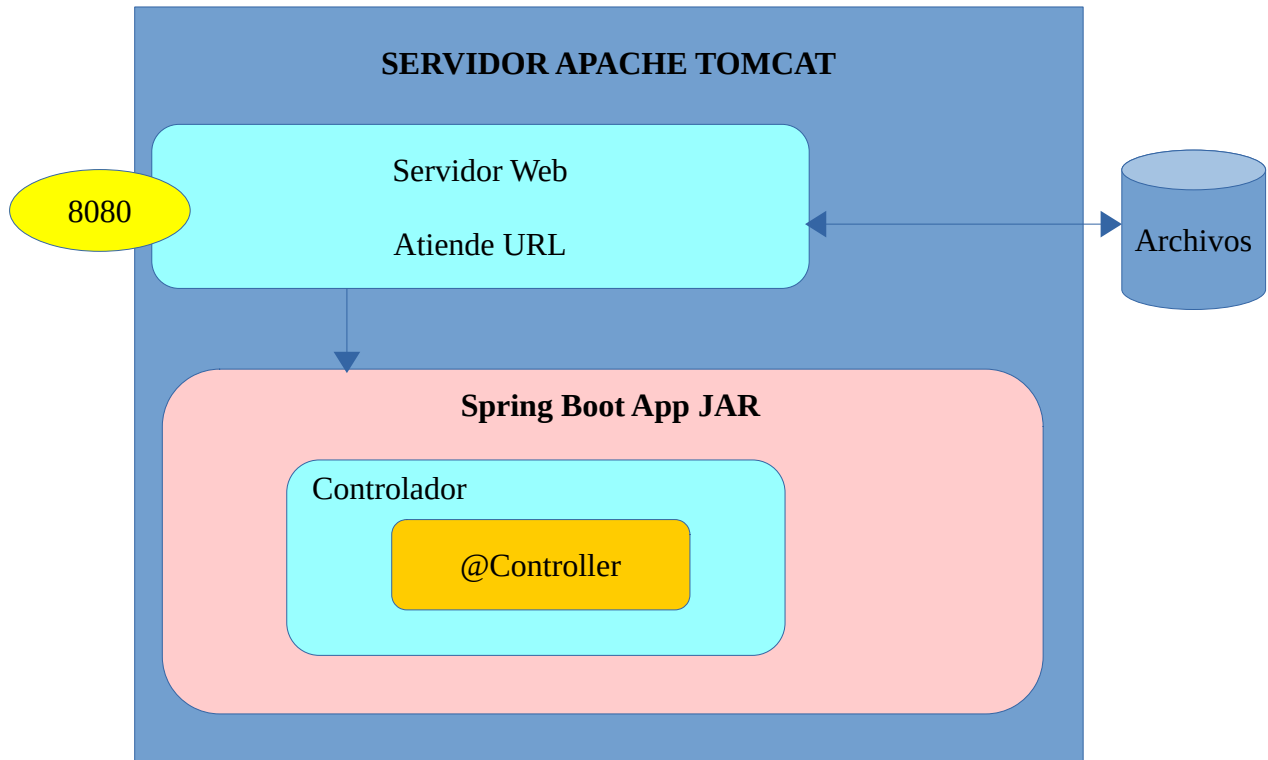 SERVIDOR APACHE TOMCAT
Servidor Web
8080
Atiende URL
Archivos
Spring Boot App JAR
Controlador
@Controller